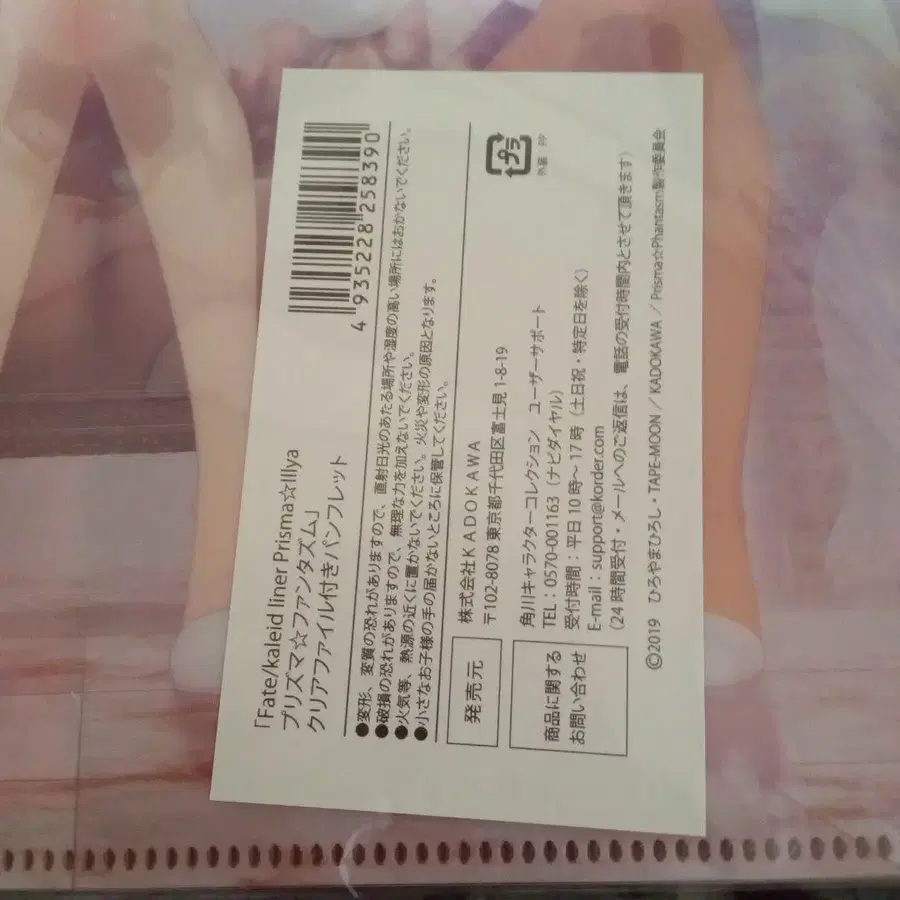 「Fate/kaleid liner Prisma☆Illya
プリズマ☆ファンタズム」
クリアファイル付きパンフレット
4 935228 258390
●変形、変質の恐れがありますので、直射日光のあたる場所や湿度の高い場所にはおかないでください。
●破損の恐れがありますので、無理な力を加えないでください。
●火気等、熱源の近くに置かないでください。火災や変形の原因となります。
●小さなお子様の手の届かないところに保管してください。
発売元
株式会社KADOKAWA
〒102-8078 東京都千代田区富士見 1-8-19
プラ
外装 PP
商品に関する
お問い合わせ
角川キャラクターコレクション ユーザーサポート
TEL:0570-001163(ナビダイヤル)
受付時間:平日10時~17時(土日祝・特定日を除く)
E-mail:support@korder.com
(24時間受付・メールへのご返信は、電話の受付時間内とさせて頂きます)
©2019 ひろやまひろし・TAPE-MOON/KADOKAWA/Prisma☆Phantasm製作委員会